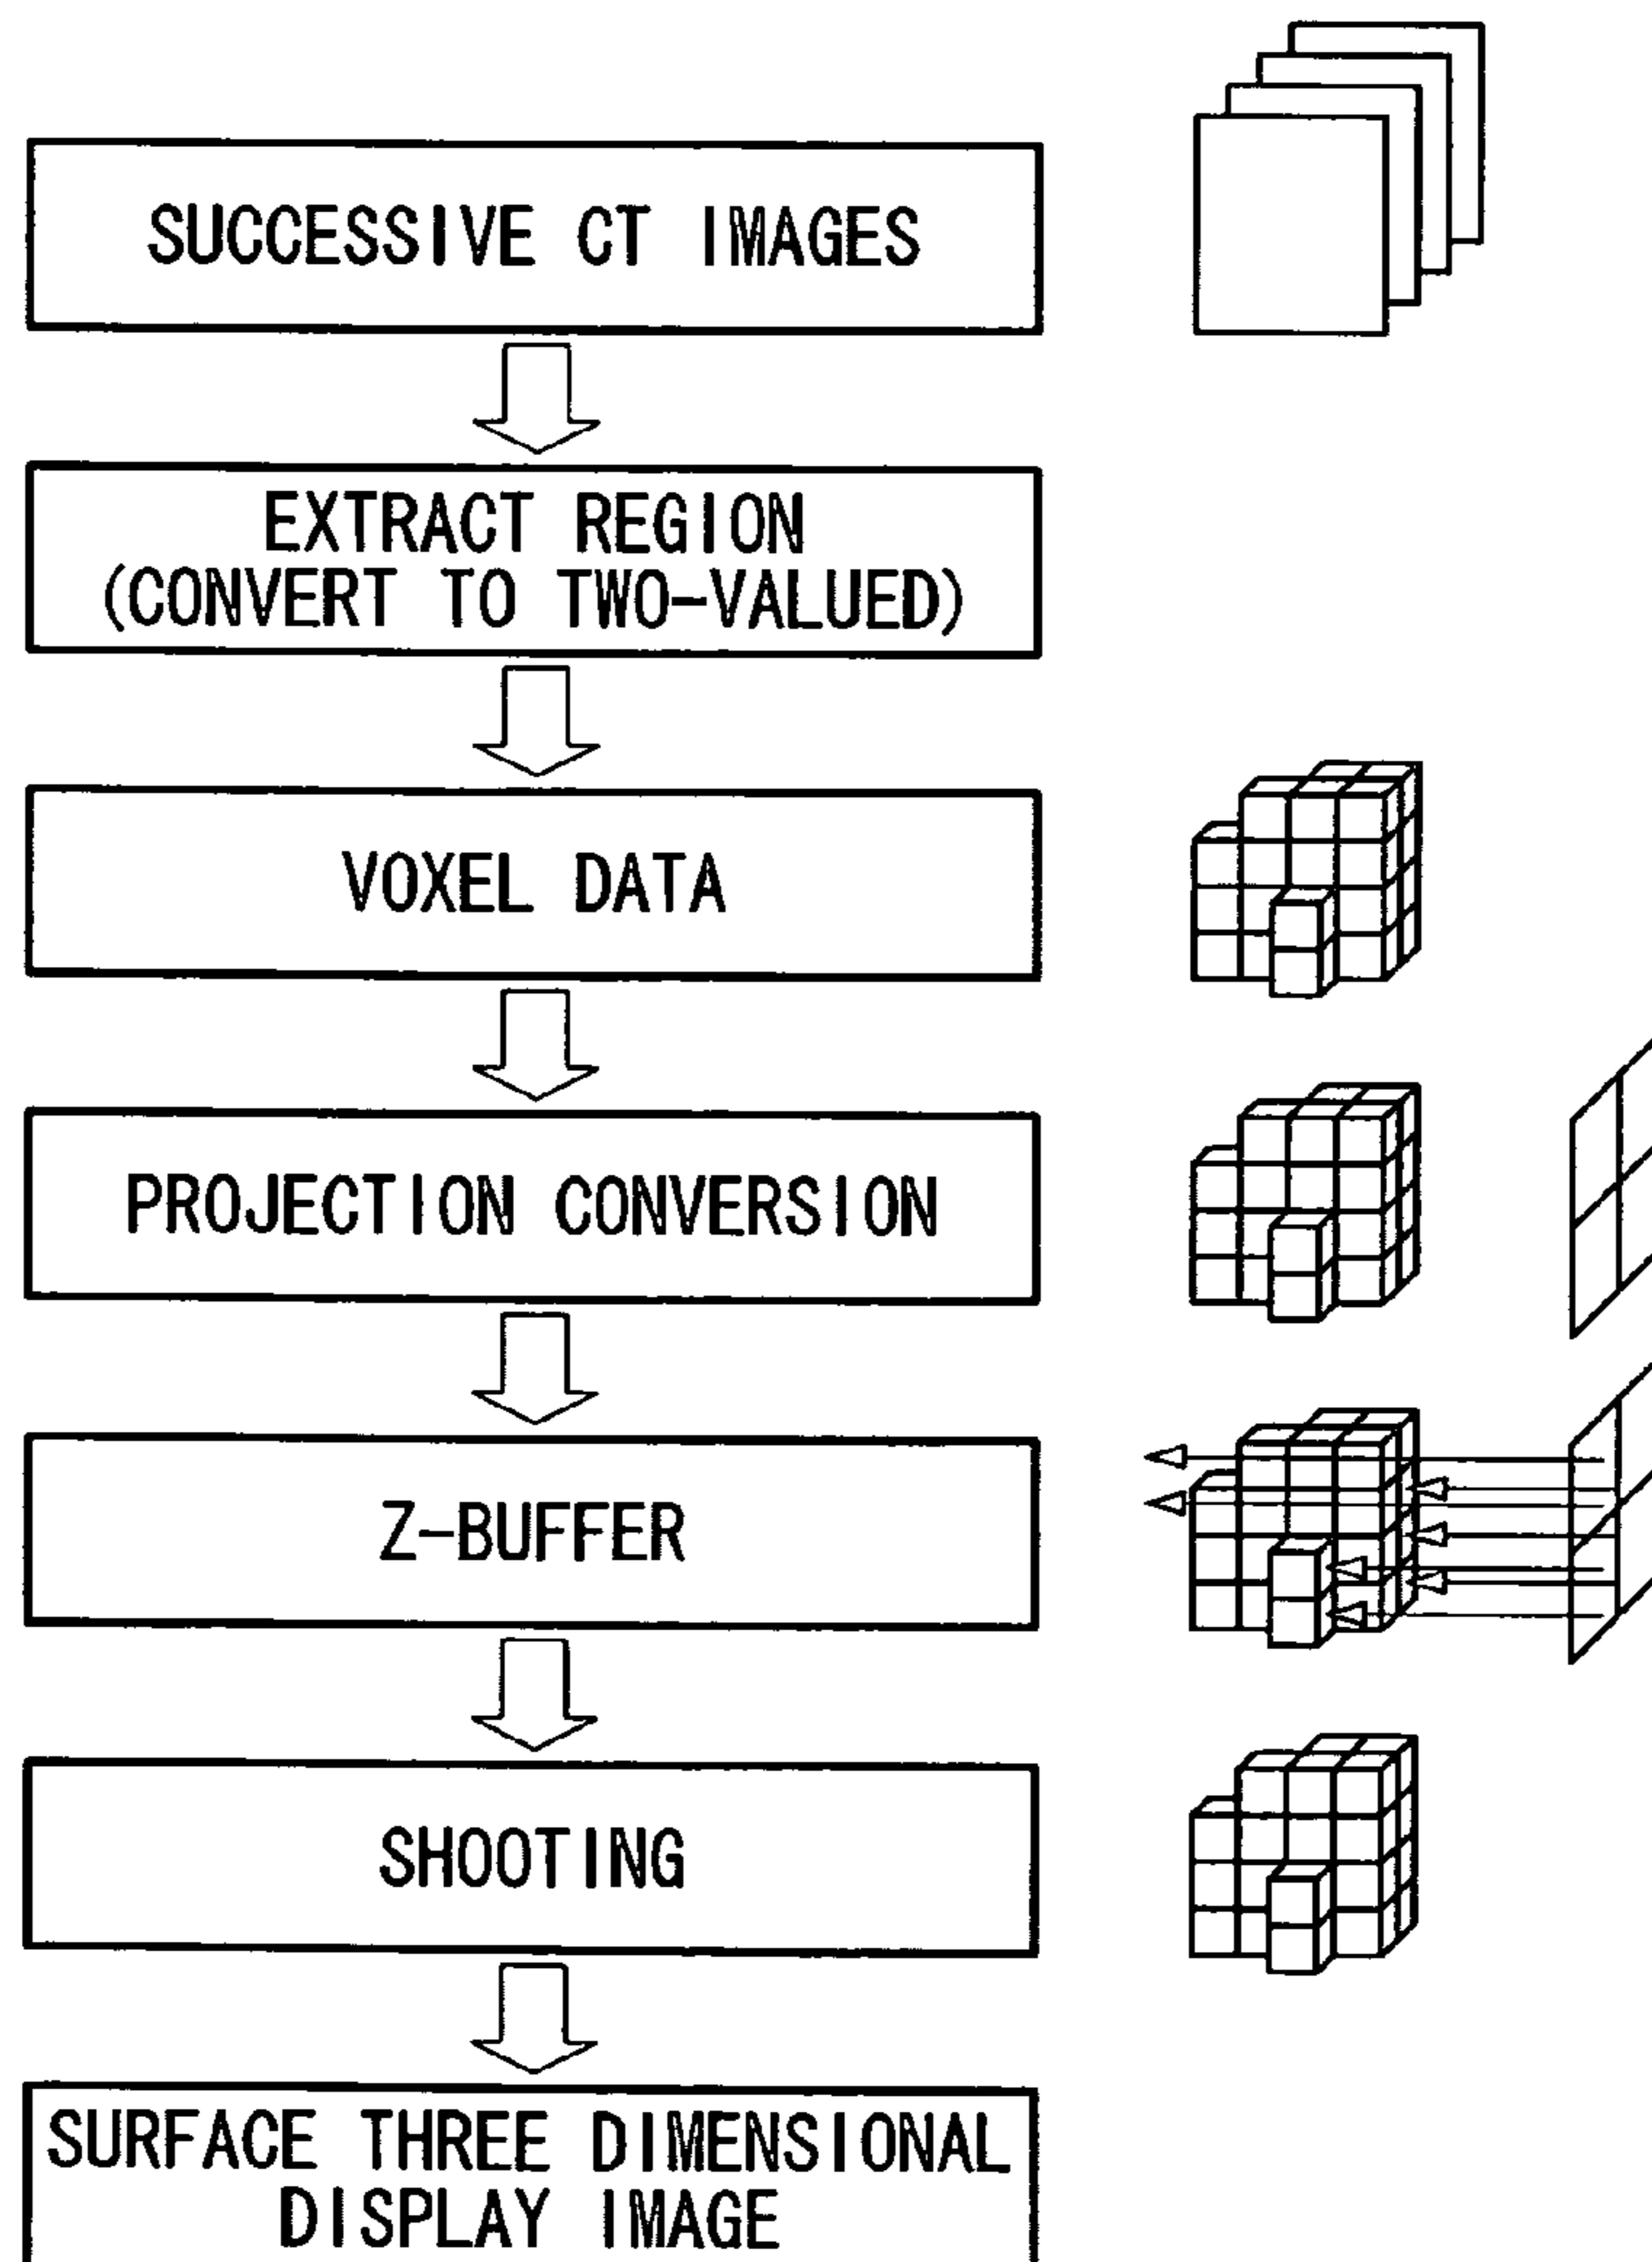 SUCCESSIVE CT IMAGES
EXTRACT REGION
(CONVERT TO TWO-VALUED)
VOXEL DATA
PROJECTION CONVERSION
Z-BUFFER
SHOOTING
SURFACE THREE DIMENSIONAL
DISPLAY IMAGE